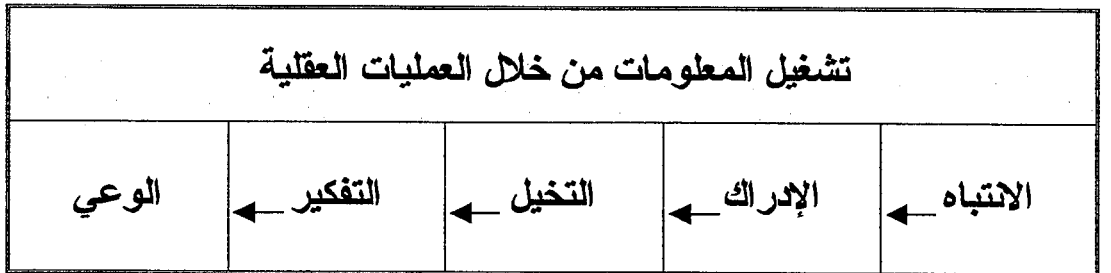 تشغيل المعلومات من خلال العمليات العقلية
الانتباه ← الإدراك ← التخيل ← التفكير ← الوعي